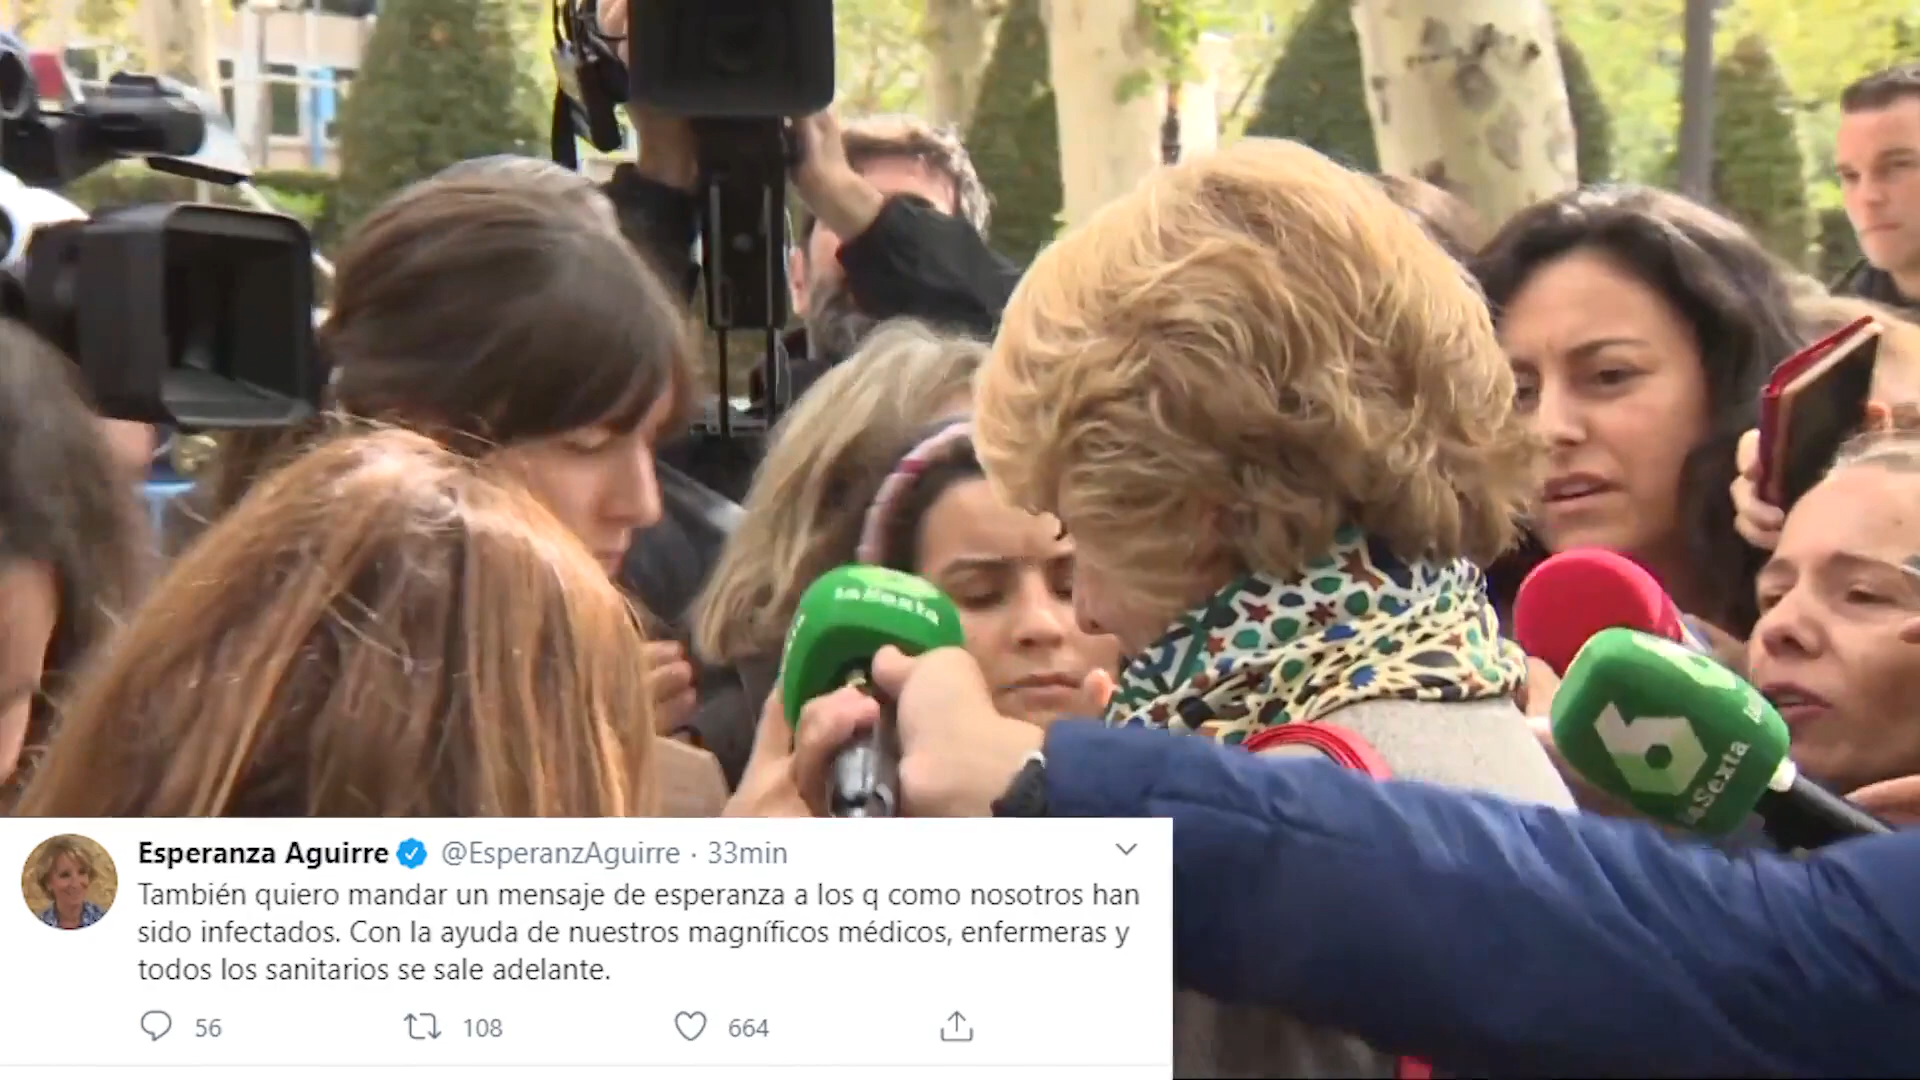 laSexta
6
laSexta
Esperanza Aguirre @EsperanzAguirre · 33min
También quiero mandar un mensaje de esperanza a los q como nosotros han
sido infectados. Con la ayuda de nuestros magníficos médicos, enfermeras y
todos los sanitarios se sale adelante.
56 108 664